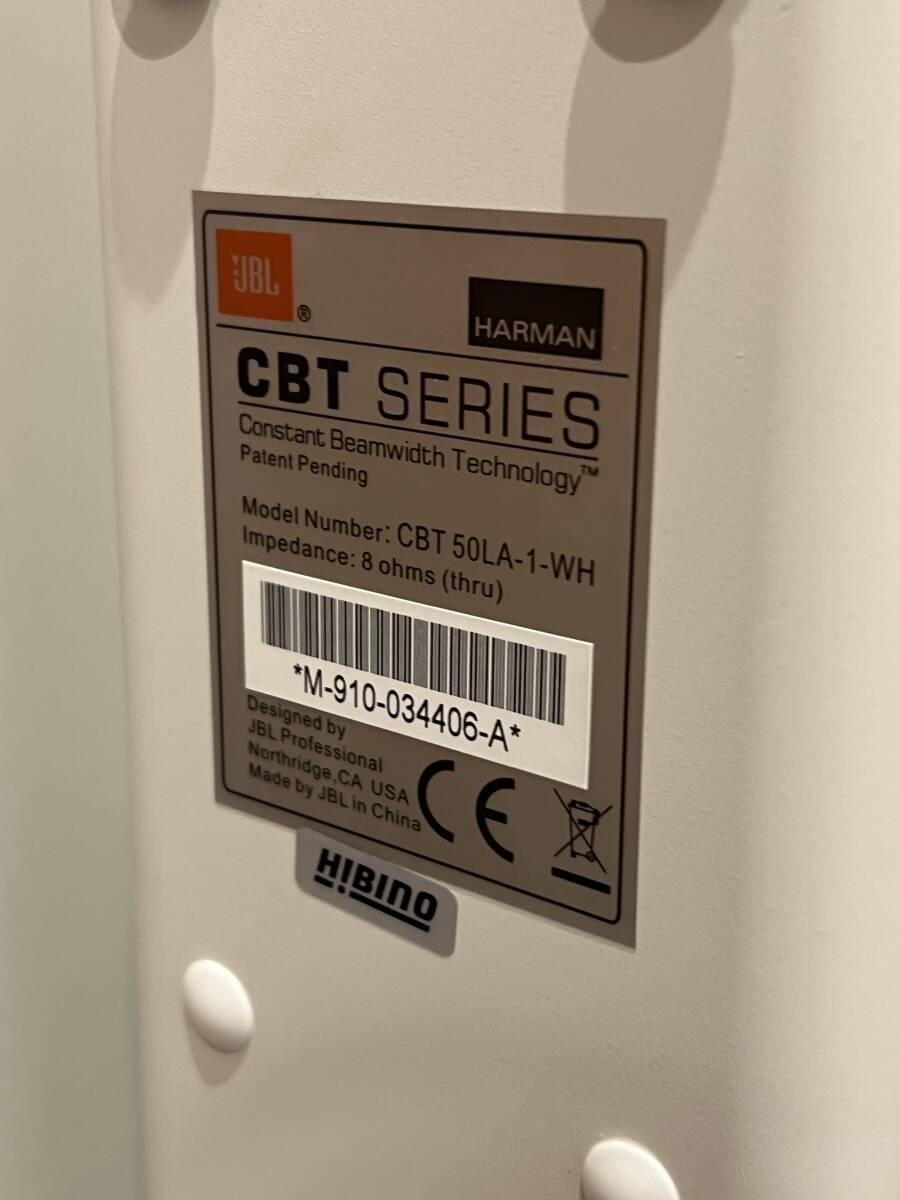 JBL
®
HARMAN
CBT SERIES
Constant Beamwidth Technology™
Patent Pending
Model Number: CBT 50LA-1-WH
Impedance: 8 ohms (thru)
*M-910-034406-A*
Designed by
JBL Professional
Northridge,CA USA
Made by JBL in China
CE
HIBINO